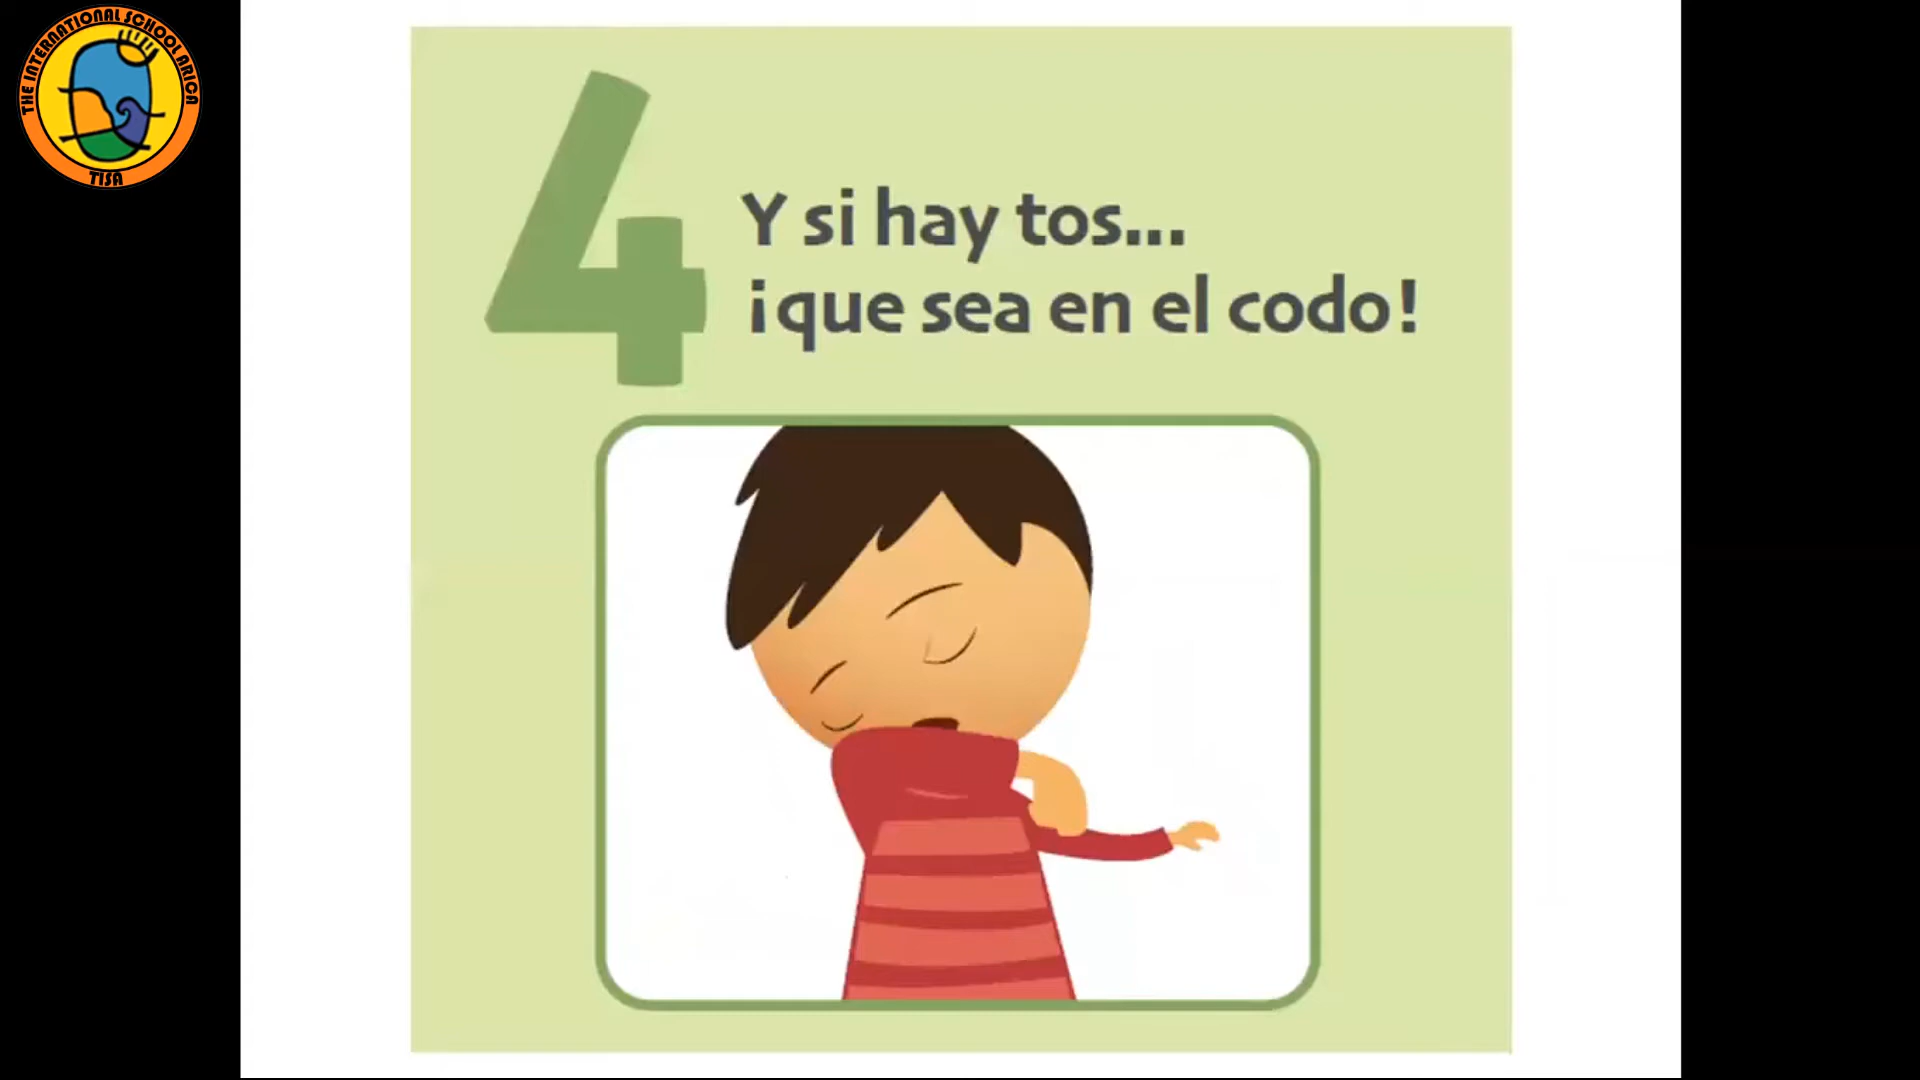 THE INTERNATIONAL SCHOOL ARICA
TISA
4
Y si hay tos...
¡que sea en el codo!